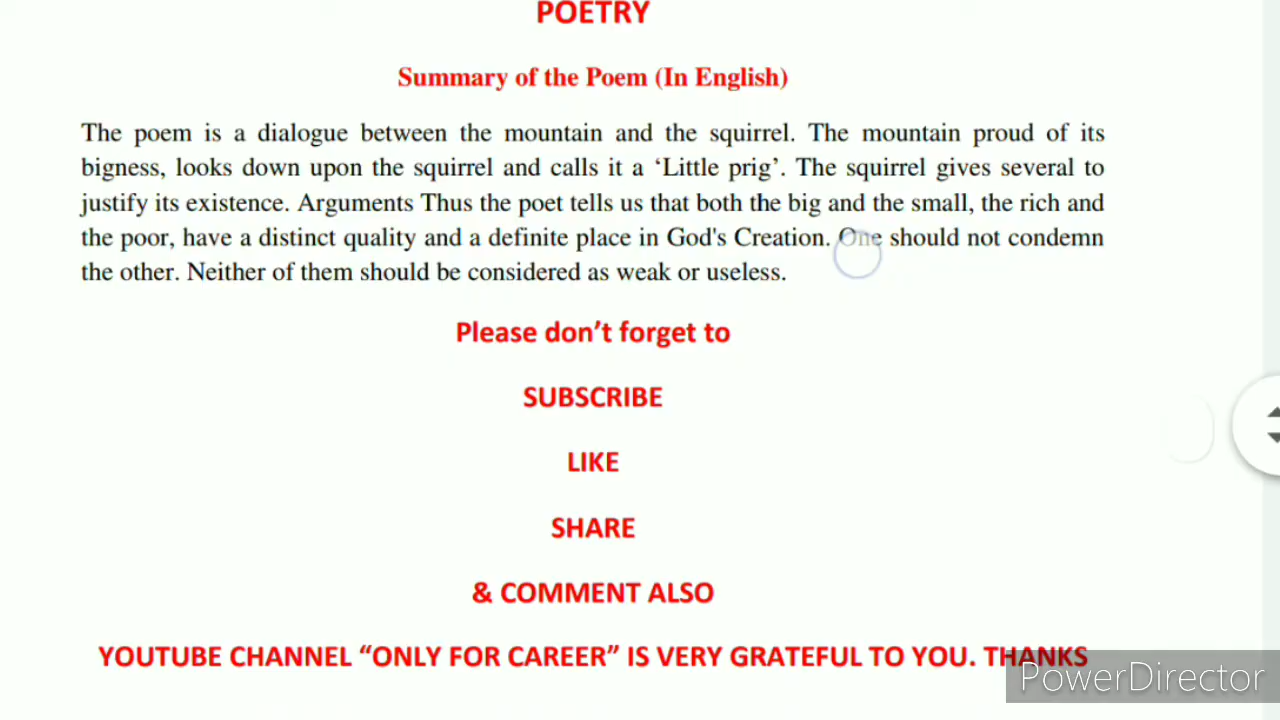 POETRY
Summary of the Poem (In English)
The poem is a dialogue between the mountain and the squirrel. The mountain proud of its
bigness, looks down upon the squirrel and calls it a ‘Little prig’. The squirrel gives several to
justify its existence. Arguments Thus the poet tells us that both the big and the small, the rich and
the poor, have a distinct quality and a definite place in God's Creation. One should not condemn
the other. Neither of them should be considered as weak or useless.
Please don’t forget to
SUBSCRIBE
LIKE
SHARE
& COMMENT ALSO
YOUTUBE CHANNEL “ONLY FOR CAREER” IS VERY GRATEFUL TO YOU. THANKS
PowerDirector